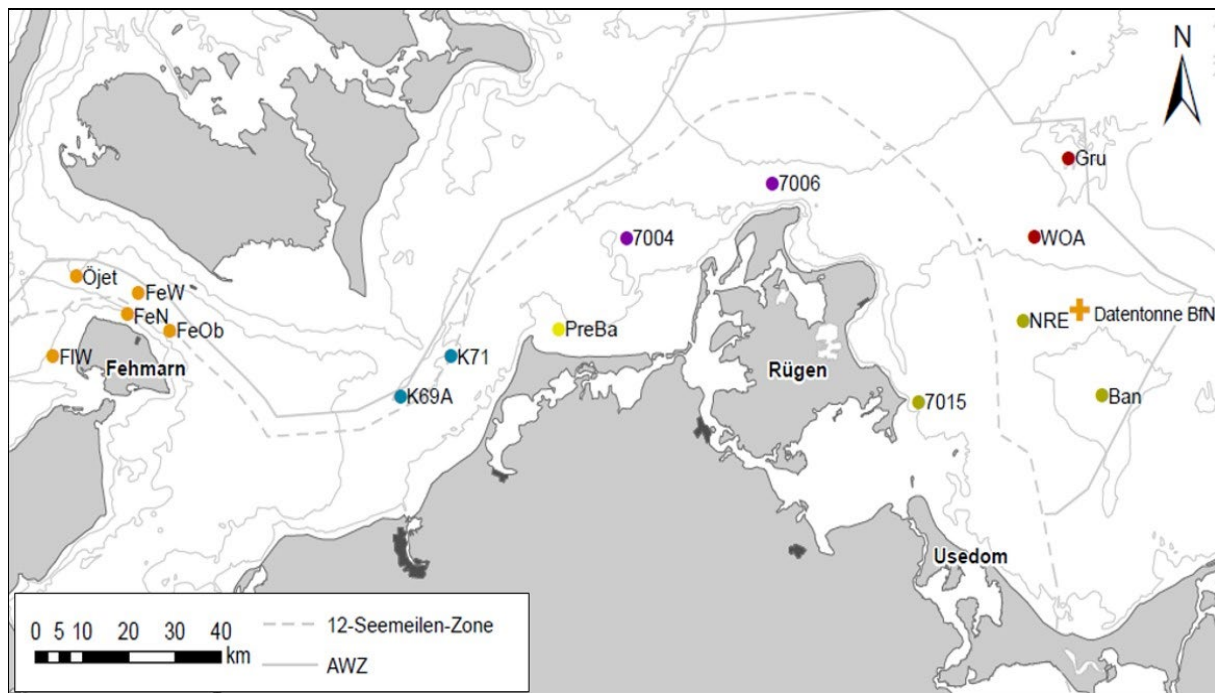 N
Gru
7006
7004
WOA
Öjet
FeW
FeN
FeOb
NRE
Datentonne BfN
PreBa
FlW
K71
Fehmarn
Rügen
K69A
Ban
7015
Usedom
0 5 10 20 30 40
km
12-Seemeilen-Zone
AWZ